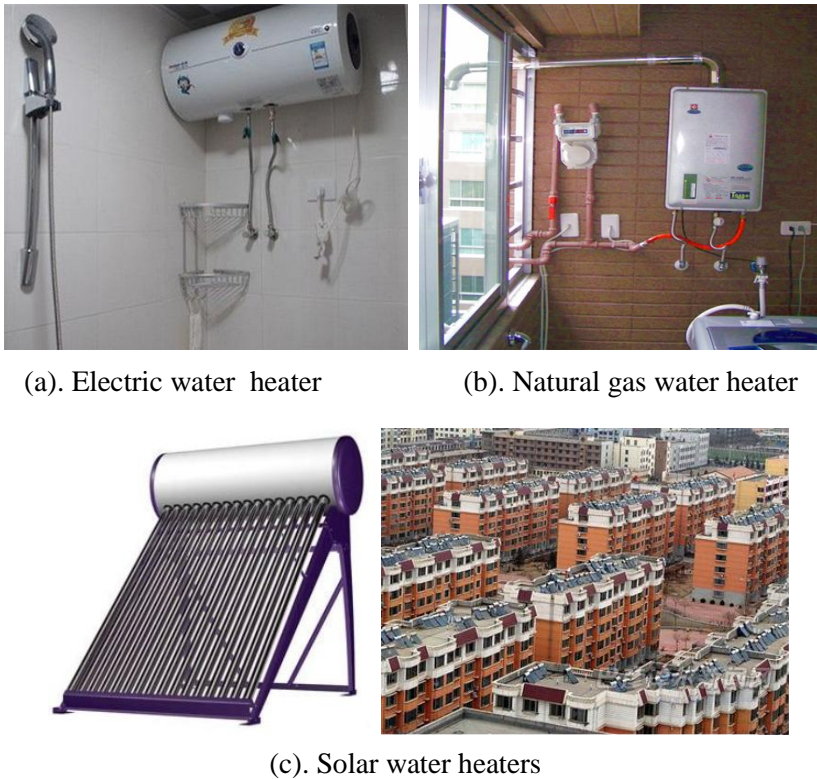 (a). Electric water heater
(b). Natural gas water heater
(c). Solar water heaters